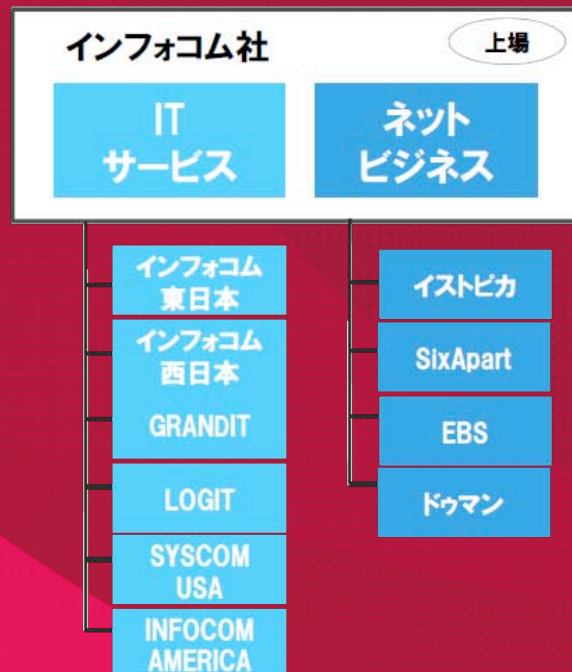 インフォコム社
上場
IT
サービス
ネット
ビジネス
インフォコム
東日本
インフォコム
西日本
GRANDIT
LOGIT
SYSCOM
USA
INFOCOM
AMERICA
イストピカ
SixApart
EBS
ドゥマン